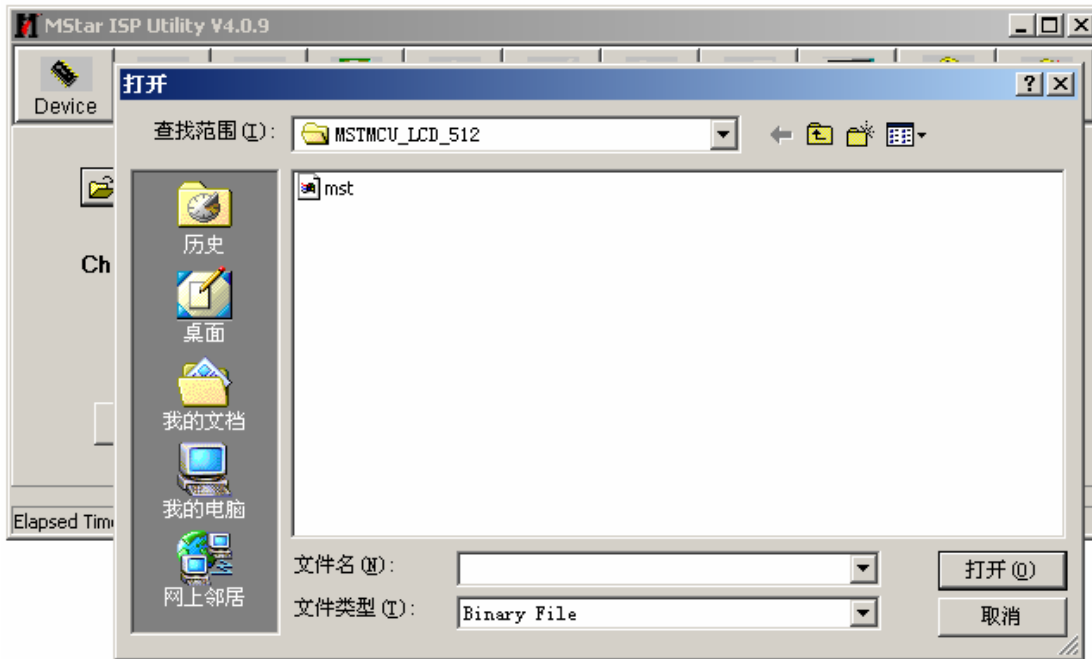 MStar ISP Utility V4.0.9
Device
打开
查找范围(I):
MSTMCU_LCD_512
mst
历史
Ch
桌面
我的文档
我的电脑
Elapsed Tim
网上邻居
文件名(N):
打开(O)
文件类型(T):
Binary File
取消